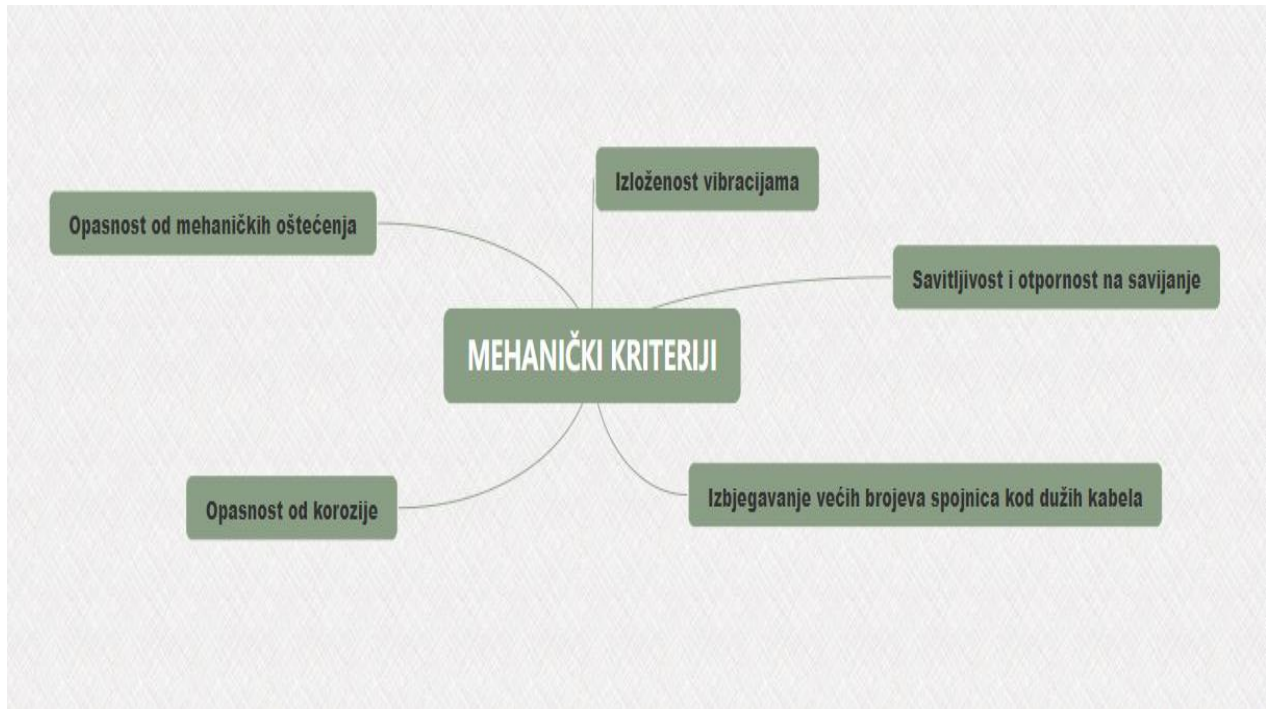 Izloženost vibracijama
Opasnost od mehaničkih oštećenja
Savitljivost i otpornost na savijanje
MEHANIČKI KRITERIJI
Opasnost od korozije
Izbjegavanje većih brojeva spojnica kod dužih kabela